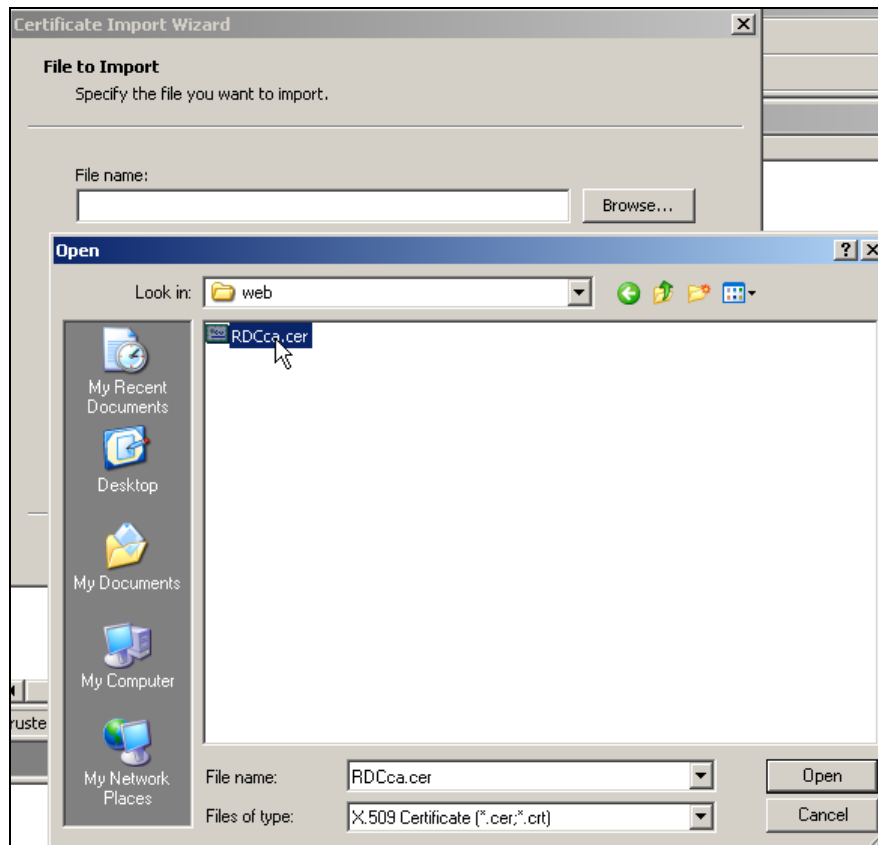 Certificate Import Wizard
File to Import
Specify the file you want to import.
File name:
Browse...
Open
Look in: web
RDCca.cer
My Recent
Documents
Desktop
My Documents
My Computer
My Network
Places
File name: RDCca.cer Open
Files of type: X.509 Certificate (*.cer;*.crt) Cancel